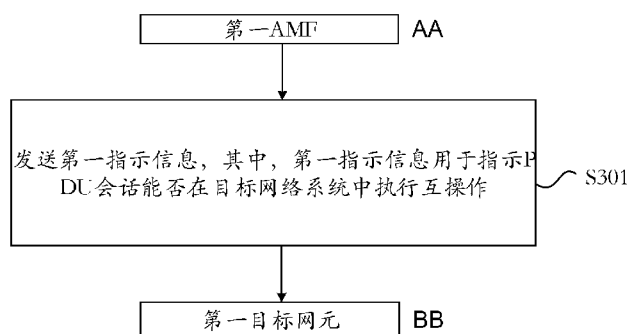 第一AMF AA
发送第一指示信息，其中，第一指示信息用于指示P
DU会话能否在目标网络系统中执行互操作
S301
第一目标网元 BB